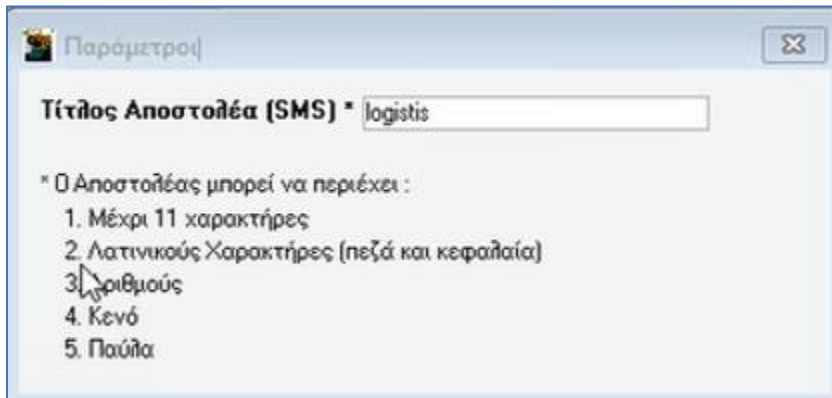 Παράμετροι
Τίτλος Αποστολέα (SMS) * logistis
* Ο Αποστολέας μπορεί να περιέχει :
1. Μέχρι 11 χαρακτήρες
2. Λατινικούς Χαρακτήρες (πεζά και κεφαλαία)
3. Αριθμούς
4. Κενό
5. Παύλα